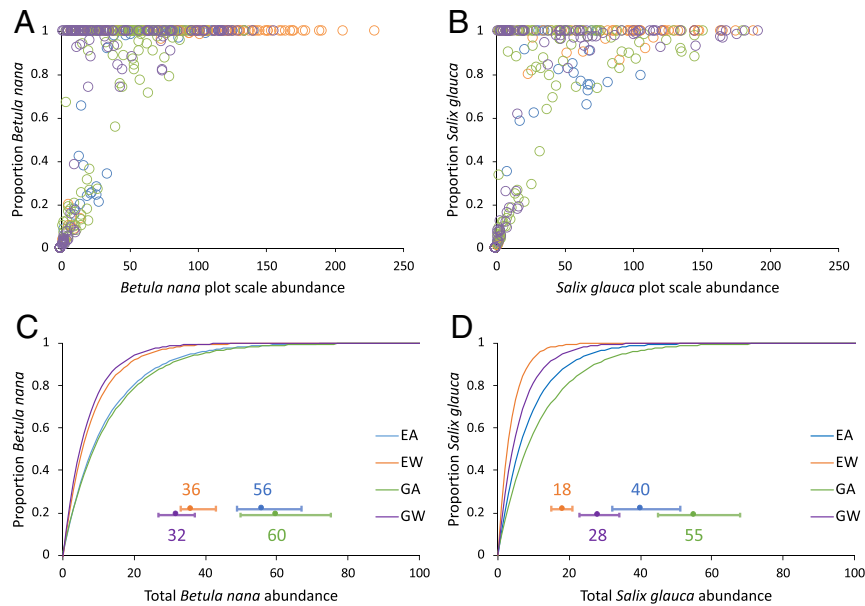 A
Proportion Betula nana
1
0.8
0.6
0.4
0.2
0
0 50 100 150 200 250
Betula nana plot scale abundance
B
Proportion Salix glauca
1
0.8
0.6
0.4
0.2
0
0 50 100 150 200 250
Salix glauca plot scale abundance
C
Proportion Betula nana
1
0.8
0.6
0.4
0.2
0
EA
EW
GA
GW
36 56
32 60
0 20 40 60 80 100
Total Betula nana abundance
D
Proportion Salix glauca
1
0.8
0.6
0.4
0.2
0
EA
EW
GA
GW
18 40
28 55
0 20 40 60 80 100
Total Salix glauca abundance